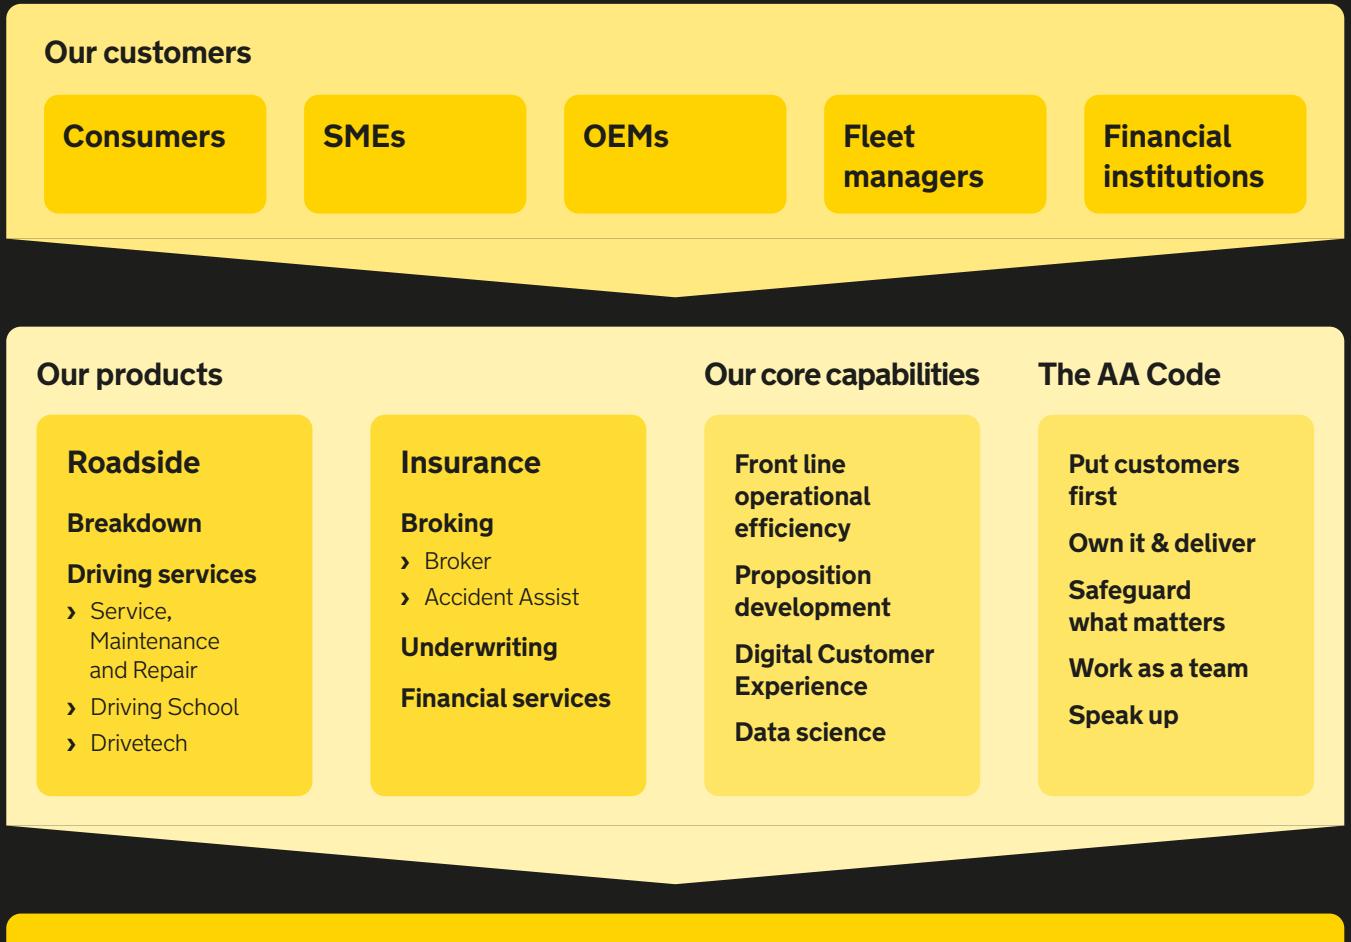 Our customers
Consumers
SMEs
OEMs
Fleet
managers
Financial
institutions
Our products
Roadside
Breakdown
Driving services
› Service,
Maintenance
and Repair
› Driving School
› Drivetech
Insurance
Broking
› Broker
› Accident Assist
Underwriting
Financial services
Our core capabilities
Front line
operational
efficiency
Proposition
development
Digital Customer
Experience
Data science
The AA Code
Put customers
first
Own it & deliver
Safeguard
what matters
Work as a team
Speak up